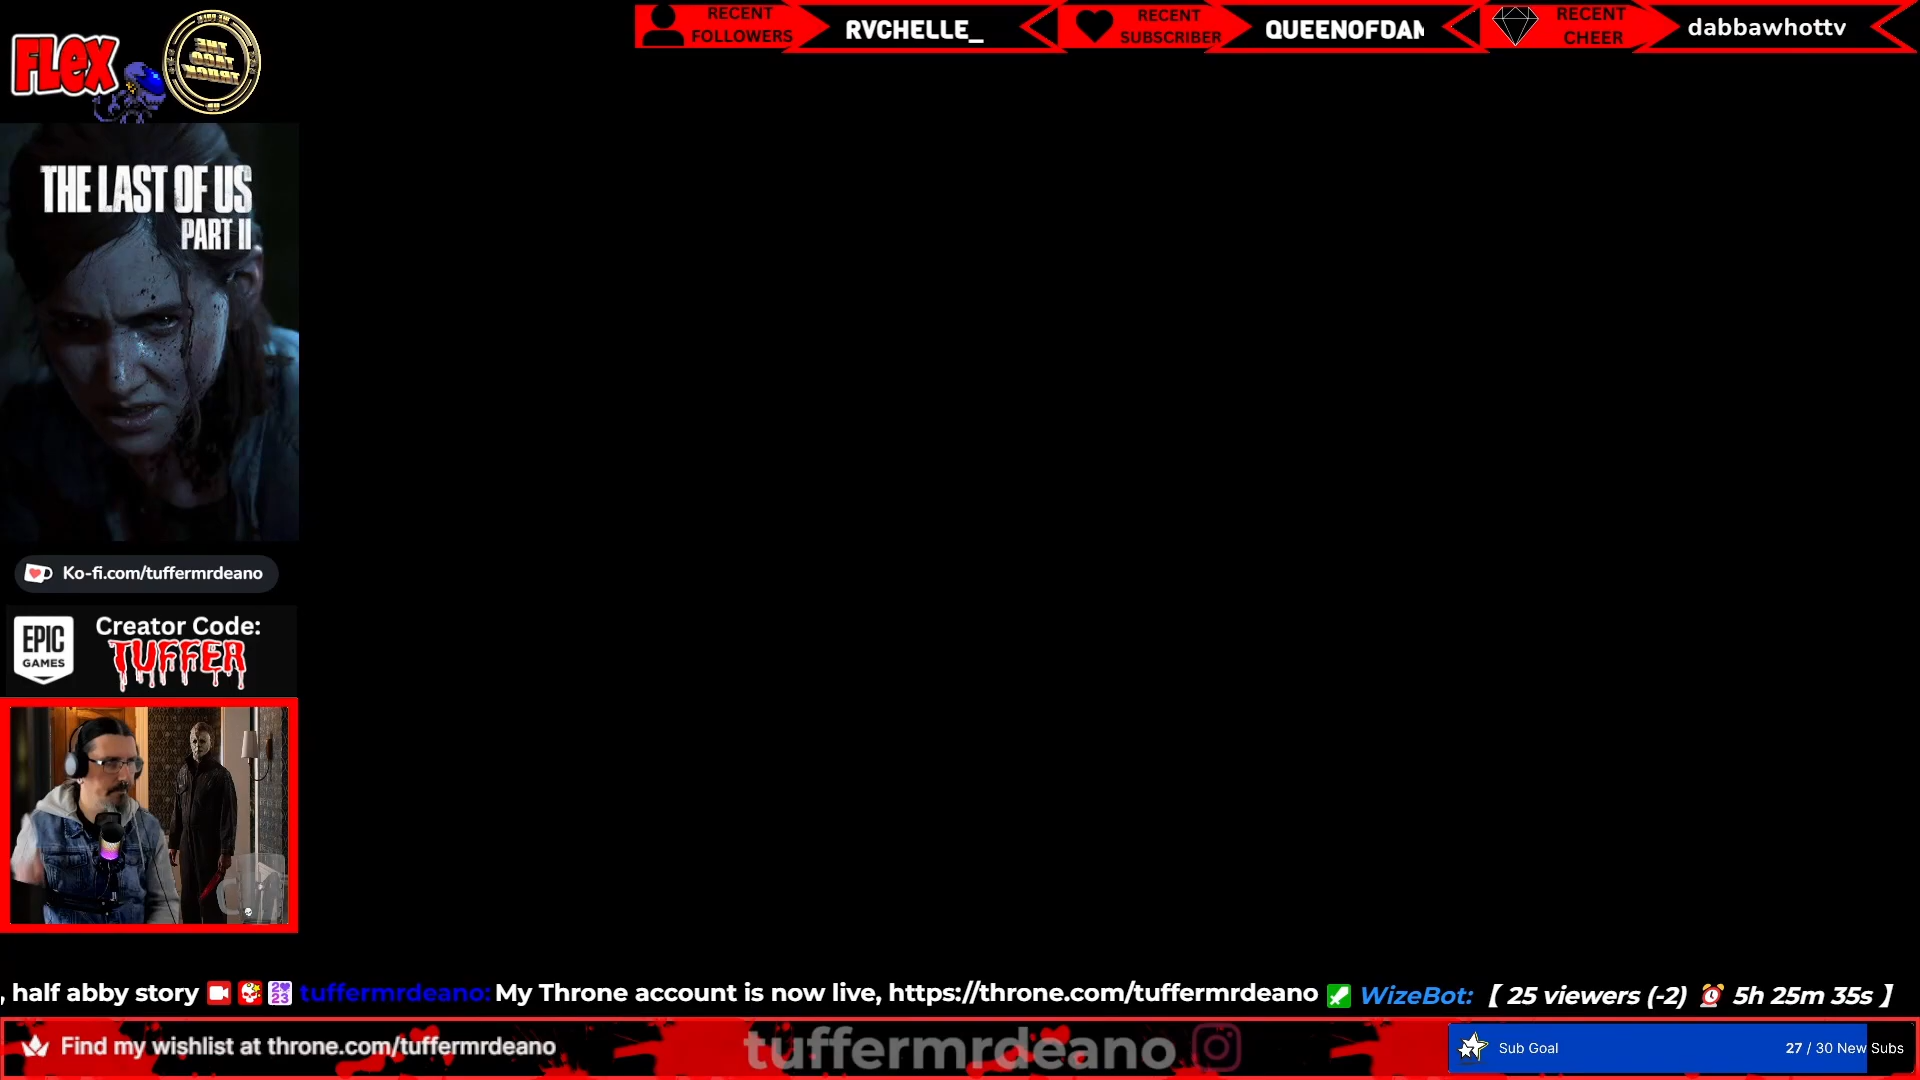 FLEX
THE GOAT
RECENT FOLLOWERS
RVCHELLE_
RECENT SUBSCRIBER
QUEENOFDAN
RECENT CHEER
dabbawhottv
THE LAST OF US
PART II
Ko-fi.com/tuffermrdeano
EPIC GAMES
Creator Code:
TUFFER
, half abby story tuffermrdeano: My Throne account is now live, https://throne.com/tuffermrdeano WizeBot: 【 25 viewers (-2) ⏰ 5h 25m 35s 】
Find my wishlist at throne.com/tuffermrdeano
tuffermrdeano
Sub Goal
27 / 30 New Subs